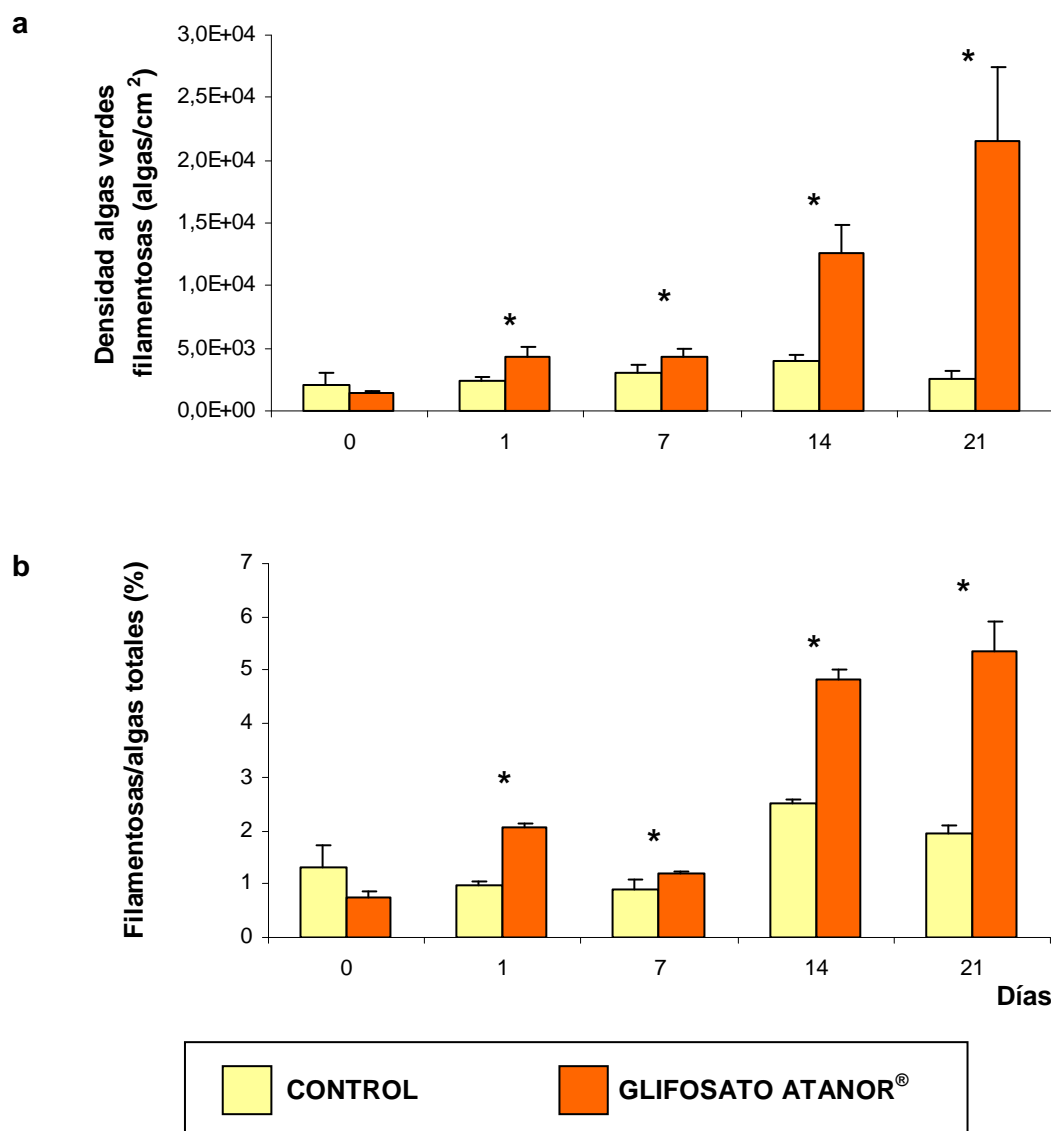 a
Densidad algas verdes
filamentosas (algas/cm ²)
3,0E+04
2,5E+04
2,0E+04
1,5E+04
1,0E+04
5,0E+03
0,0E+00
*
*
*
*
0
1
7
14
21
b
Filamentosas/algas totales (%)
7
6
5
4
3
2
1
0
*
*
*
*
0
1
7
14
21
Días
CONTROL
GLIFOSATO ATANOR®